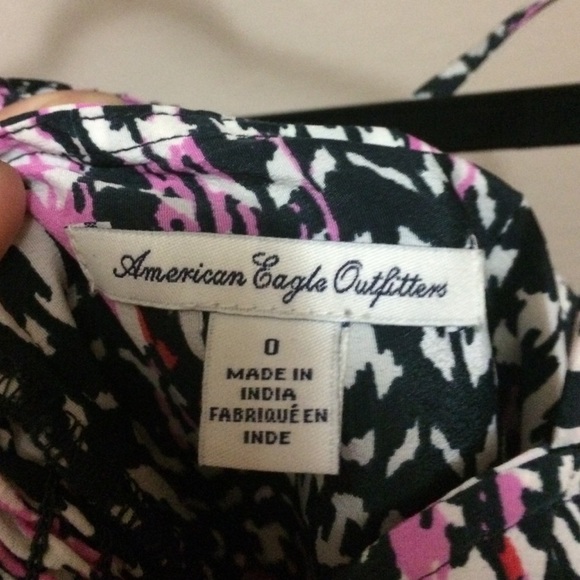 American Eagle Outfitters
0
MADE IN
INDIA
FABRIQUÉ EN
INDE